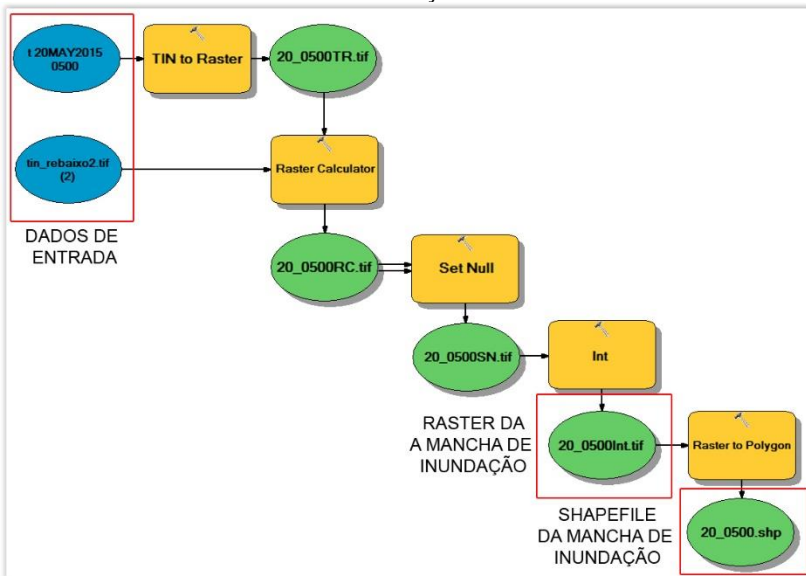 t 20MAY2015
0500
TIN to Raster
20_0500TR.tif
tin_rebaixo2.tif
(2)
Raster Calculator
DADOS DE
ENTRADA
20_0500RC.tif
Set Null
20_0500SN.tif
Int
RASTER DA
A MANCHA DE
INUNDAÇÃO
20_0500Int.tif
Raster to Polygon
SHAPEFILE
DA MANCHA DE
INUNDAÇÃO
20_0500.shp